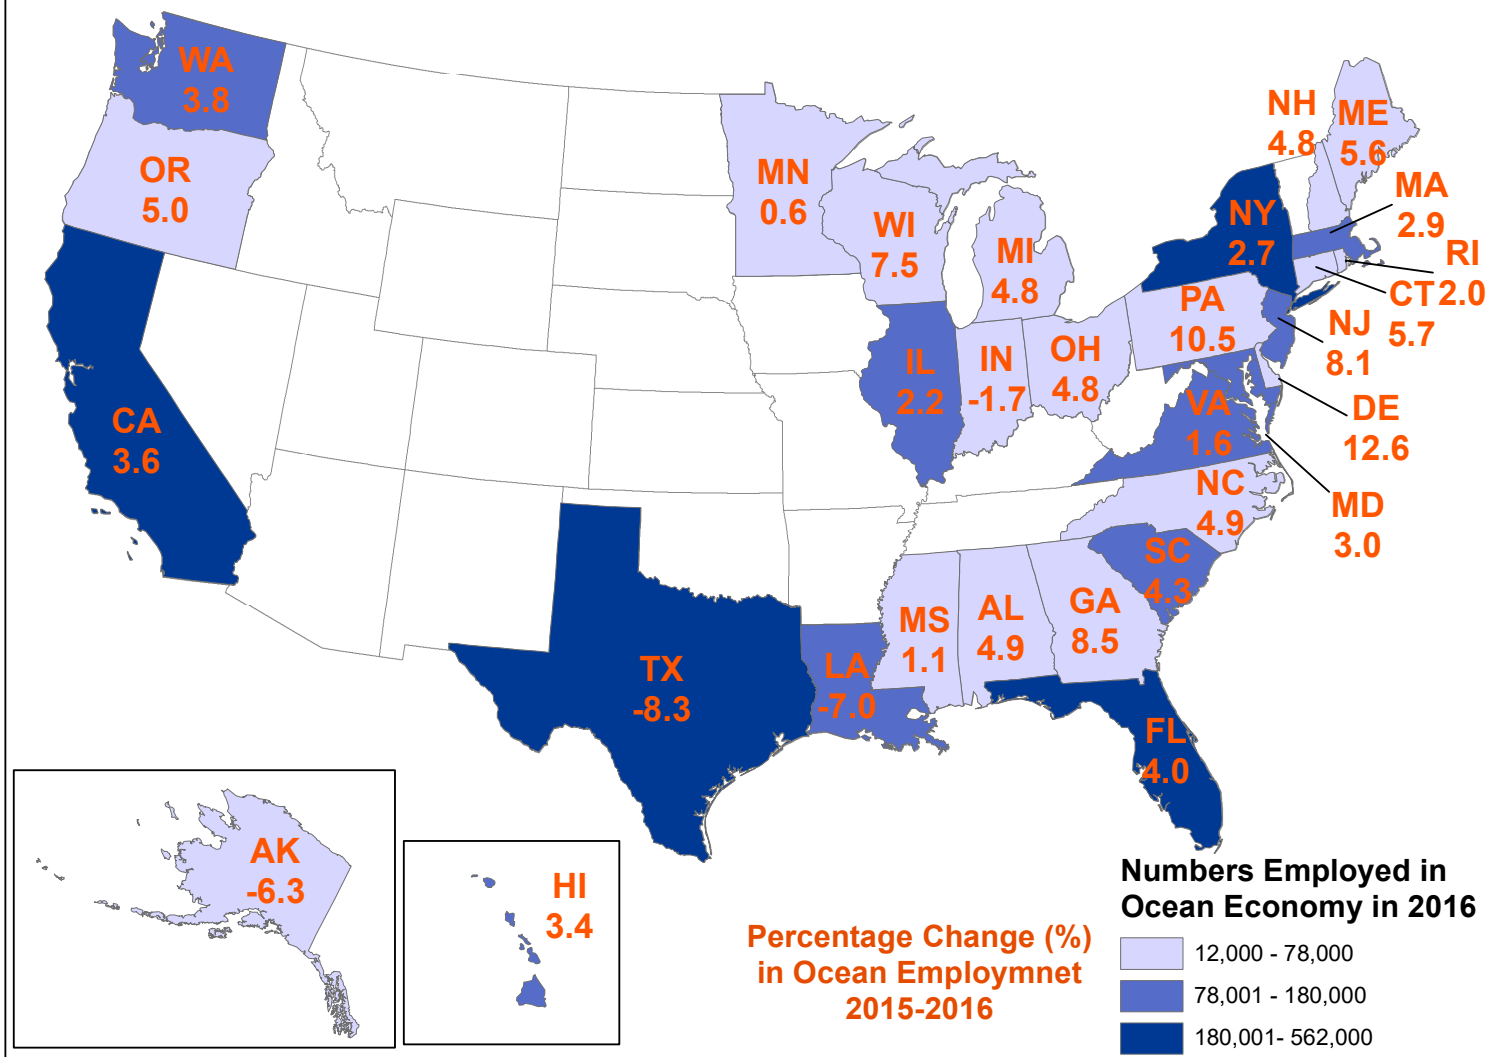 WA
3.8
OR
5.0
CA
3.6
MN
0.6
WI
7.5
MI
4.8
IL
2.2
IN
-1.7
OH
4.8
PA
10.5
NY
2.7
NH
4.8
ME
5.6
MA
2.9
RI
2.0
CT
5.7
NJ
8.1
DE
12.6
MD
3.0
VA
1.6
NC
4.9
SC
4.3
GA
8.5
AL
4.9
MS
1.1
LA
-7.0
TX
-8.3
FL
4.0
AK
-6.3
HI
3.4
Percentage Change (%)
in Ocean Employmnet
2015-2016
Numbers Employed in
Ocean Economy in 2016
12,000 - 78,000
78,001 - 180,000
180,001- 562,000